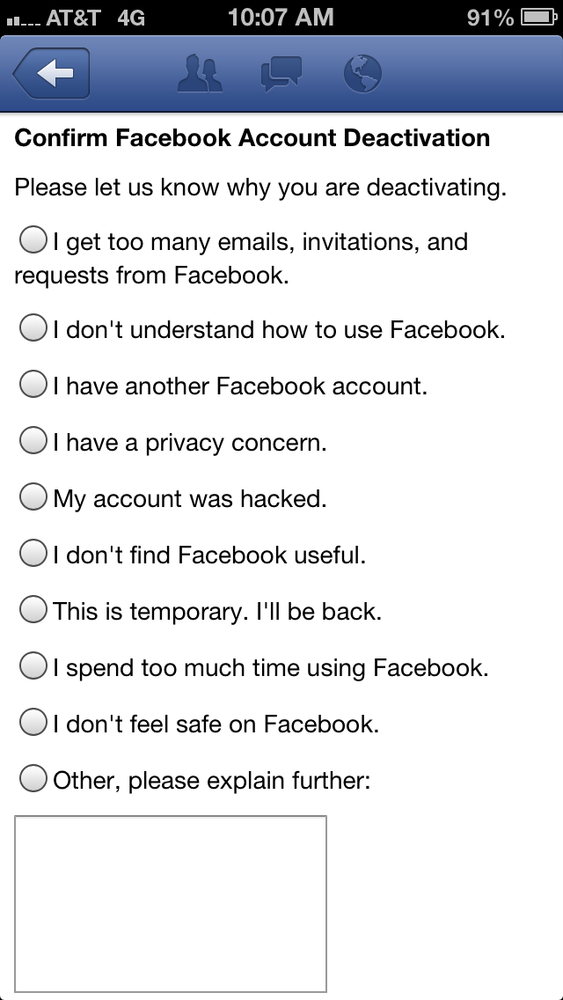 AT&T 4G 10:07 AM 91%
Confirm Facebook Account Deactivation
Please let us know why you are deactivating.
I get too many emails, invitations, and
requests from Facebook.
I don't understand how to use Facebook.
I have another Facebook account.
I have a privacy concern.
My account was hacked.
I don't find Facebook useful.
This is temporary. I'll be back.
I spend too much time using Facebook.
I don't feel safe on Facebook.
Other, please explain further: